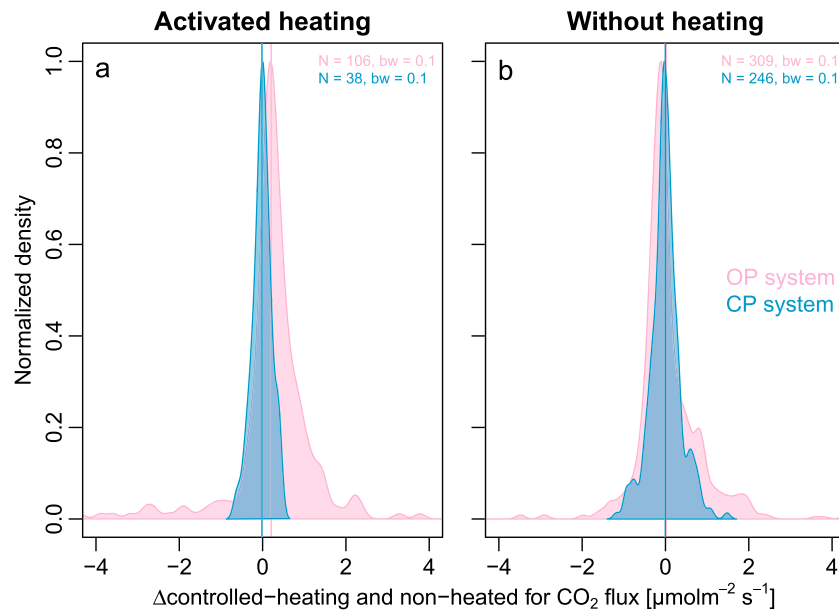 Activated heating
Without heating
a
N = 106, bw = 0.1
N = 38, bw = 0.1
b
N = 309, bw = 0.1
N = 246, bw = 0.1
OP system
CP system
Normalized density
0.0
0.2
0.4
0.6
0.8
1.0
−4 −2 0 2 4
−4 −2 0 2 4
Δcontrolled−heating and non−heated for CO₂ flux [µmolm⁻² s⁻¹]